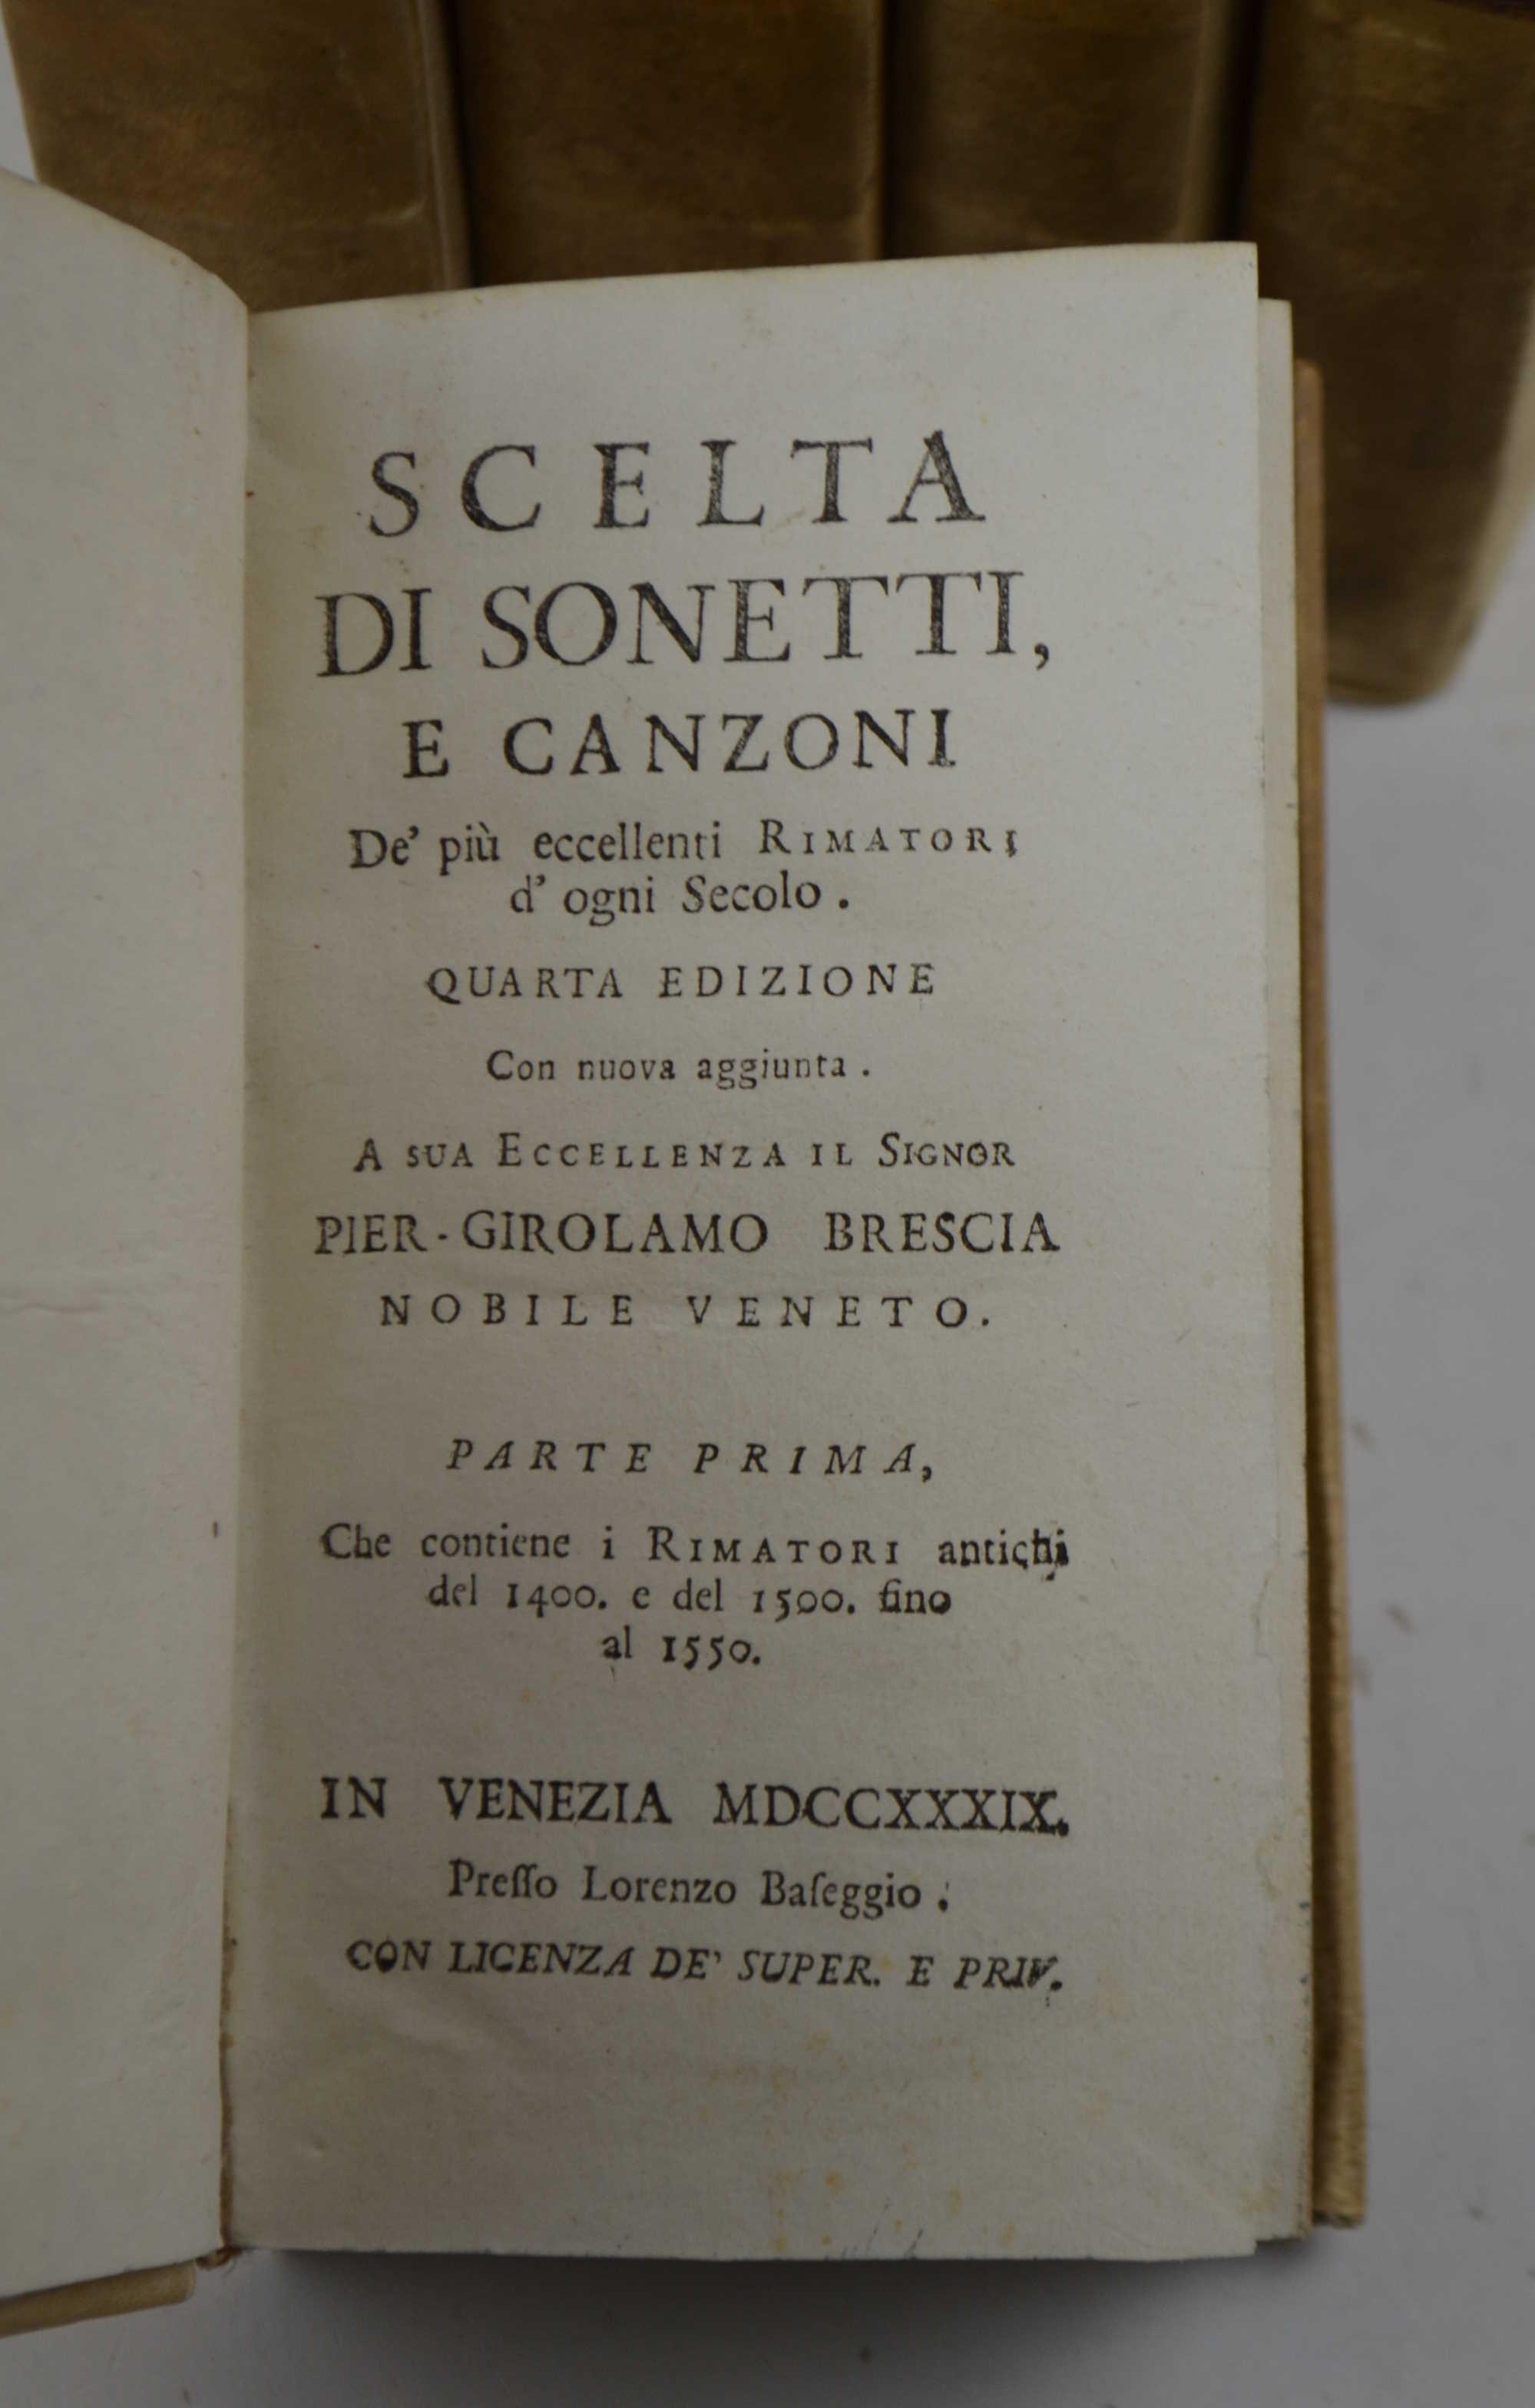 SCELTA
DI SONETTI,
E CANZONI
De' più eccellenti RIMATORI
d' ogni Secolo.
QUARTA EDIZIONE
Con nuova aggiunta.
A SUA ECCELLENZA IL SIGNOR
PIER-GIROLAMO BRESCIA
NOBILE VENETO.
PARTE PRIMA,
Che contiene i RIMATORI antichi
del 1400. e del 1500. fino
al 1550.
IN VENEZIA MDCCXXXIX.
Preſſo Lorenzo Baſeggio.
CON LICENZA DE' SUPER. E PRIV.